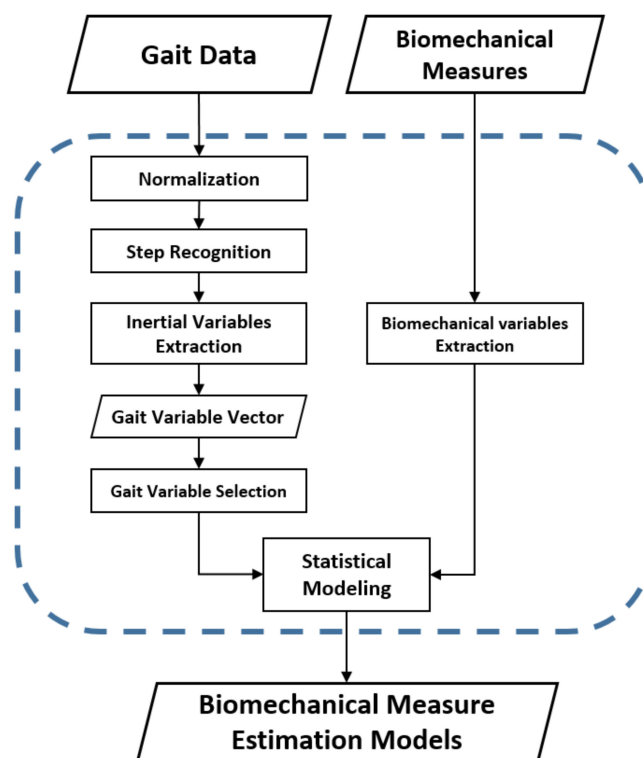 Gait Data
Biomechanical
Measures
Normalization
Step Recognition
Inertial Variables
Extraction
Biomechanical variables
Extraction
Gait Variable Vector
Gait Variable Selection
Statistical
Modeling
Biomechanical Measure
Estimation Models